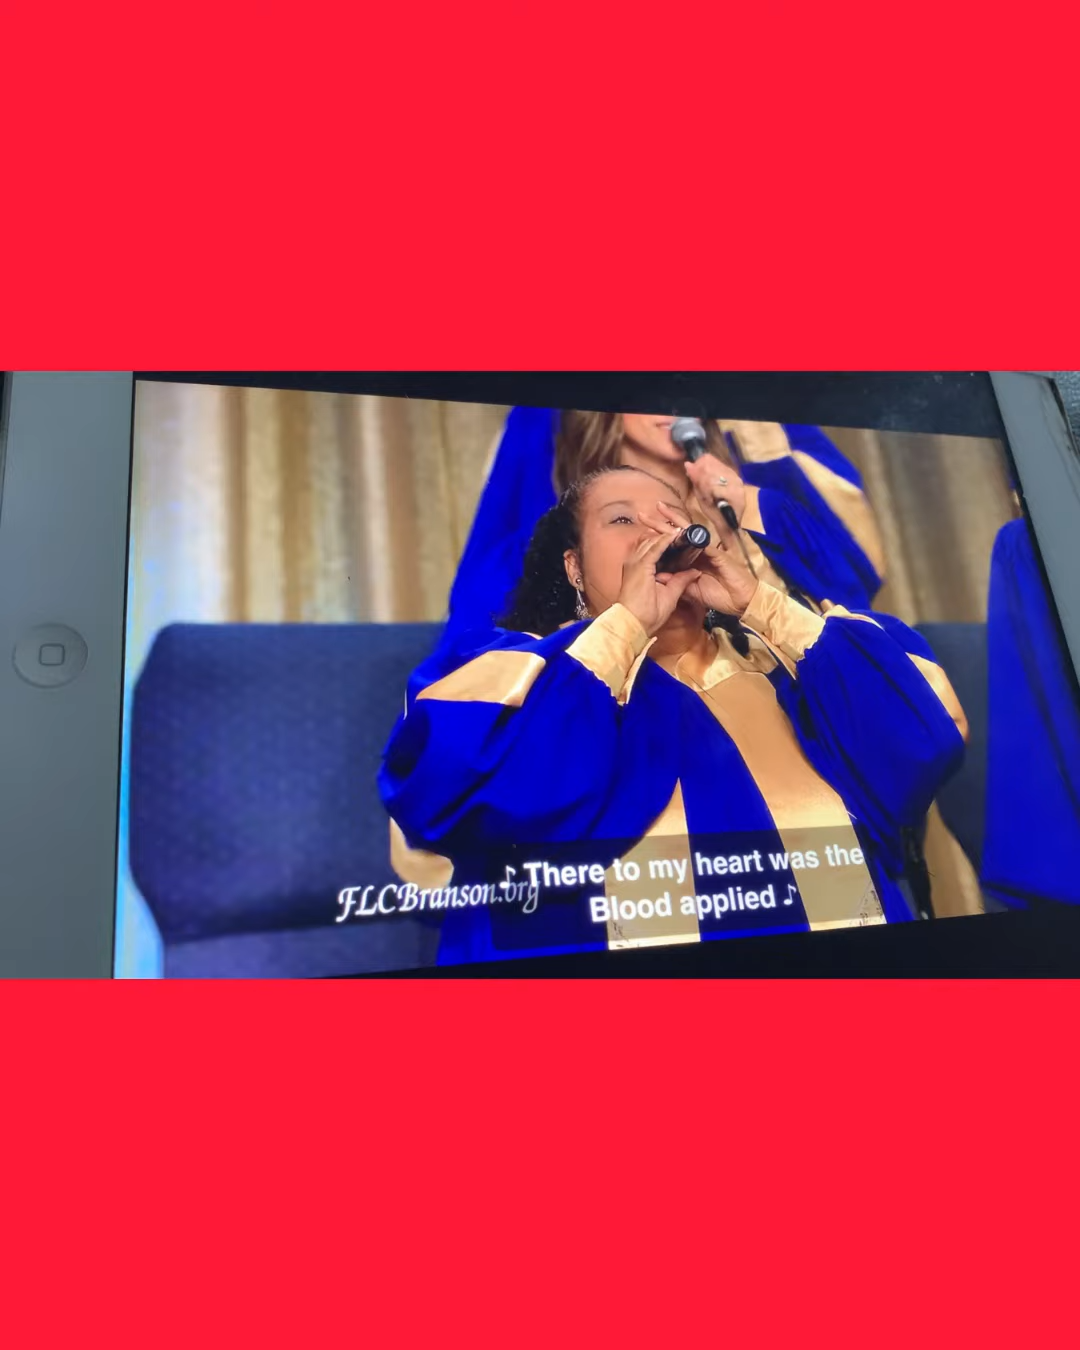 FLCBranson.org
♪ There to my heart was the
Blood applied ♪